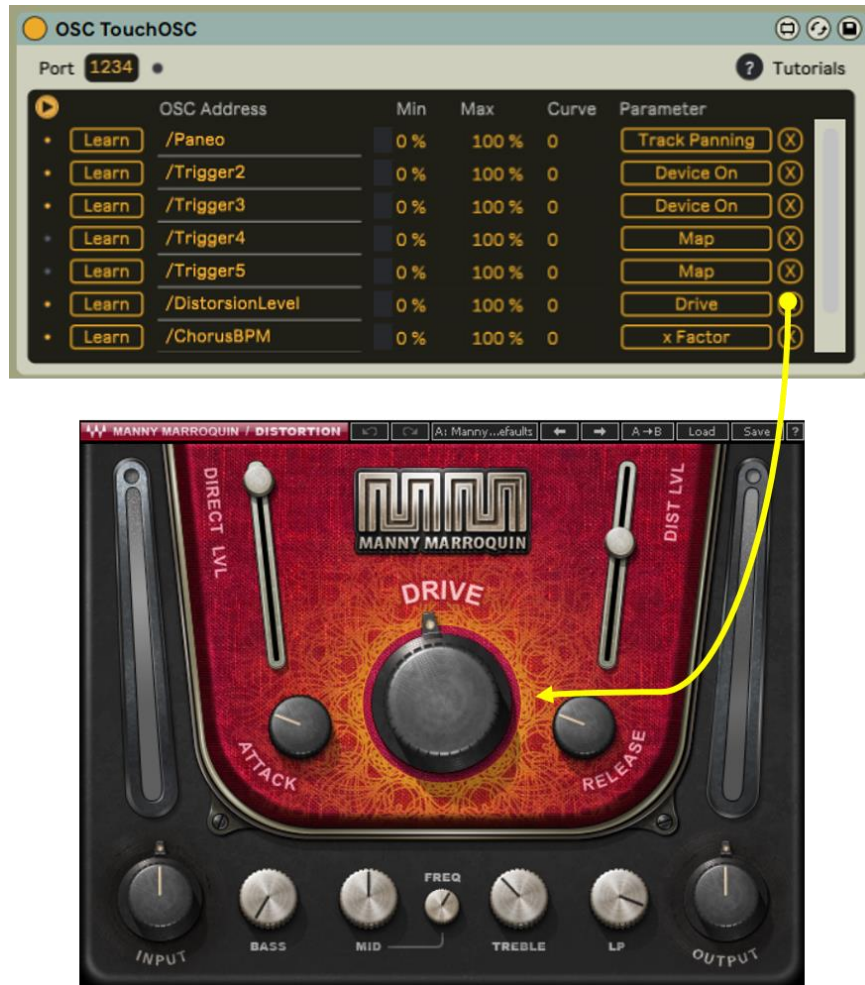 OSC TouchOSC
Port 1234 ? Tutorials
OSC Address Min Max Curve Parameter
Learn /Paneo 0 % 100 % 0 Track Panning X
Learn /Trigger2 0 % 100 % 0 Device On X
Learn /Trigger3 0 % 100 % 0 Device On X
Learn /Trigger4 0 % 100 % 0 Map X
Learn /Trigger5 0 % 100 % 0 Map X
Learn /DistorsionLevel 0 % 100 % 0 Drive
Learn /ChorusBPM 0 % 100 % 0 x Factor X
MANNY MARROQUIN / DISTORTION A: Manny...efaults A→B Load Save ?
DIRECT LVL
DIST LVL
MANNY MARROQUIN
DRIVE
ATTACK
RELEASE
FREQ
INPUT
BASS
MID
TREBLE
LP
OUTPUT